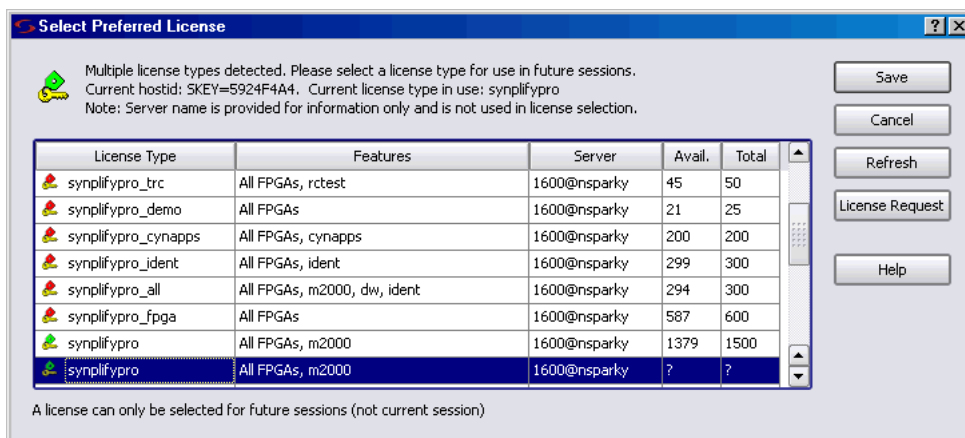 Select Preferred License
Multiple license types detected. Please select a license type for use in future sessions.
Current hostid: SKEY=5924F4A4. Current license type in use: synplifypro
Note: Server name is provided for information only and is not used in license selection.
Save
Cancel
Refresh
License Request
Help
License Type Features Server Avail. Total
synplifypro_trc All FPGAs, rctest 1600@nsparky 45 50
synplifypro_demo All FPGAs 1600@nsparky 21 25
synplifypro_cynapps All FPGAs, cynapps 1600@nsparky 200 200
synplifypro_ident All FPGAs, ident 1600@nsparky 299 300
synplifypro_all All FPGAs, m2000, dw, ident 1600@nsparky 294 300
synplifypro_fpga All FPGAs 1600@nsparky 587 600
synplifypro All FPGAs, m2000 1600@nsparky 1379 1500
synplifypro All FPGAs, m2000 1600@nsparky ? ?
A license can only be selected for future sessions (not current session)